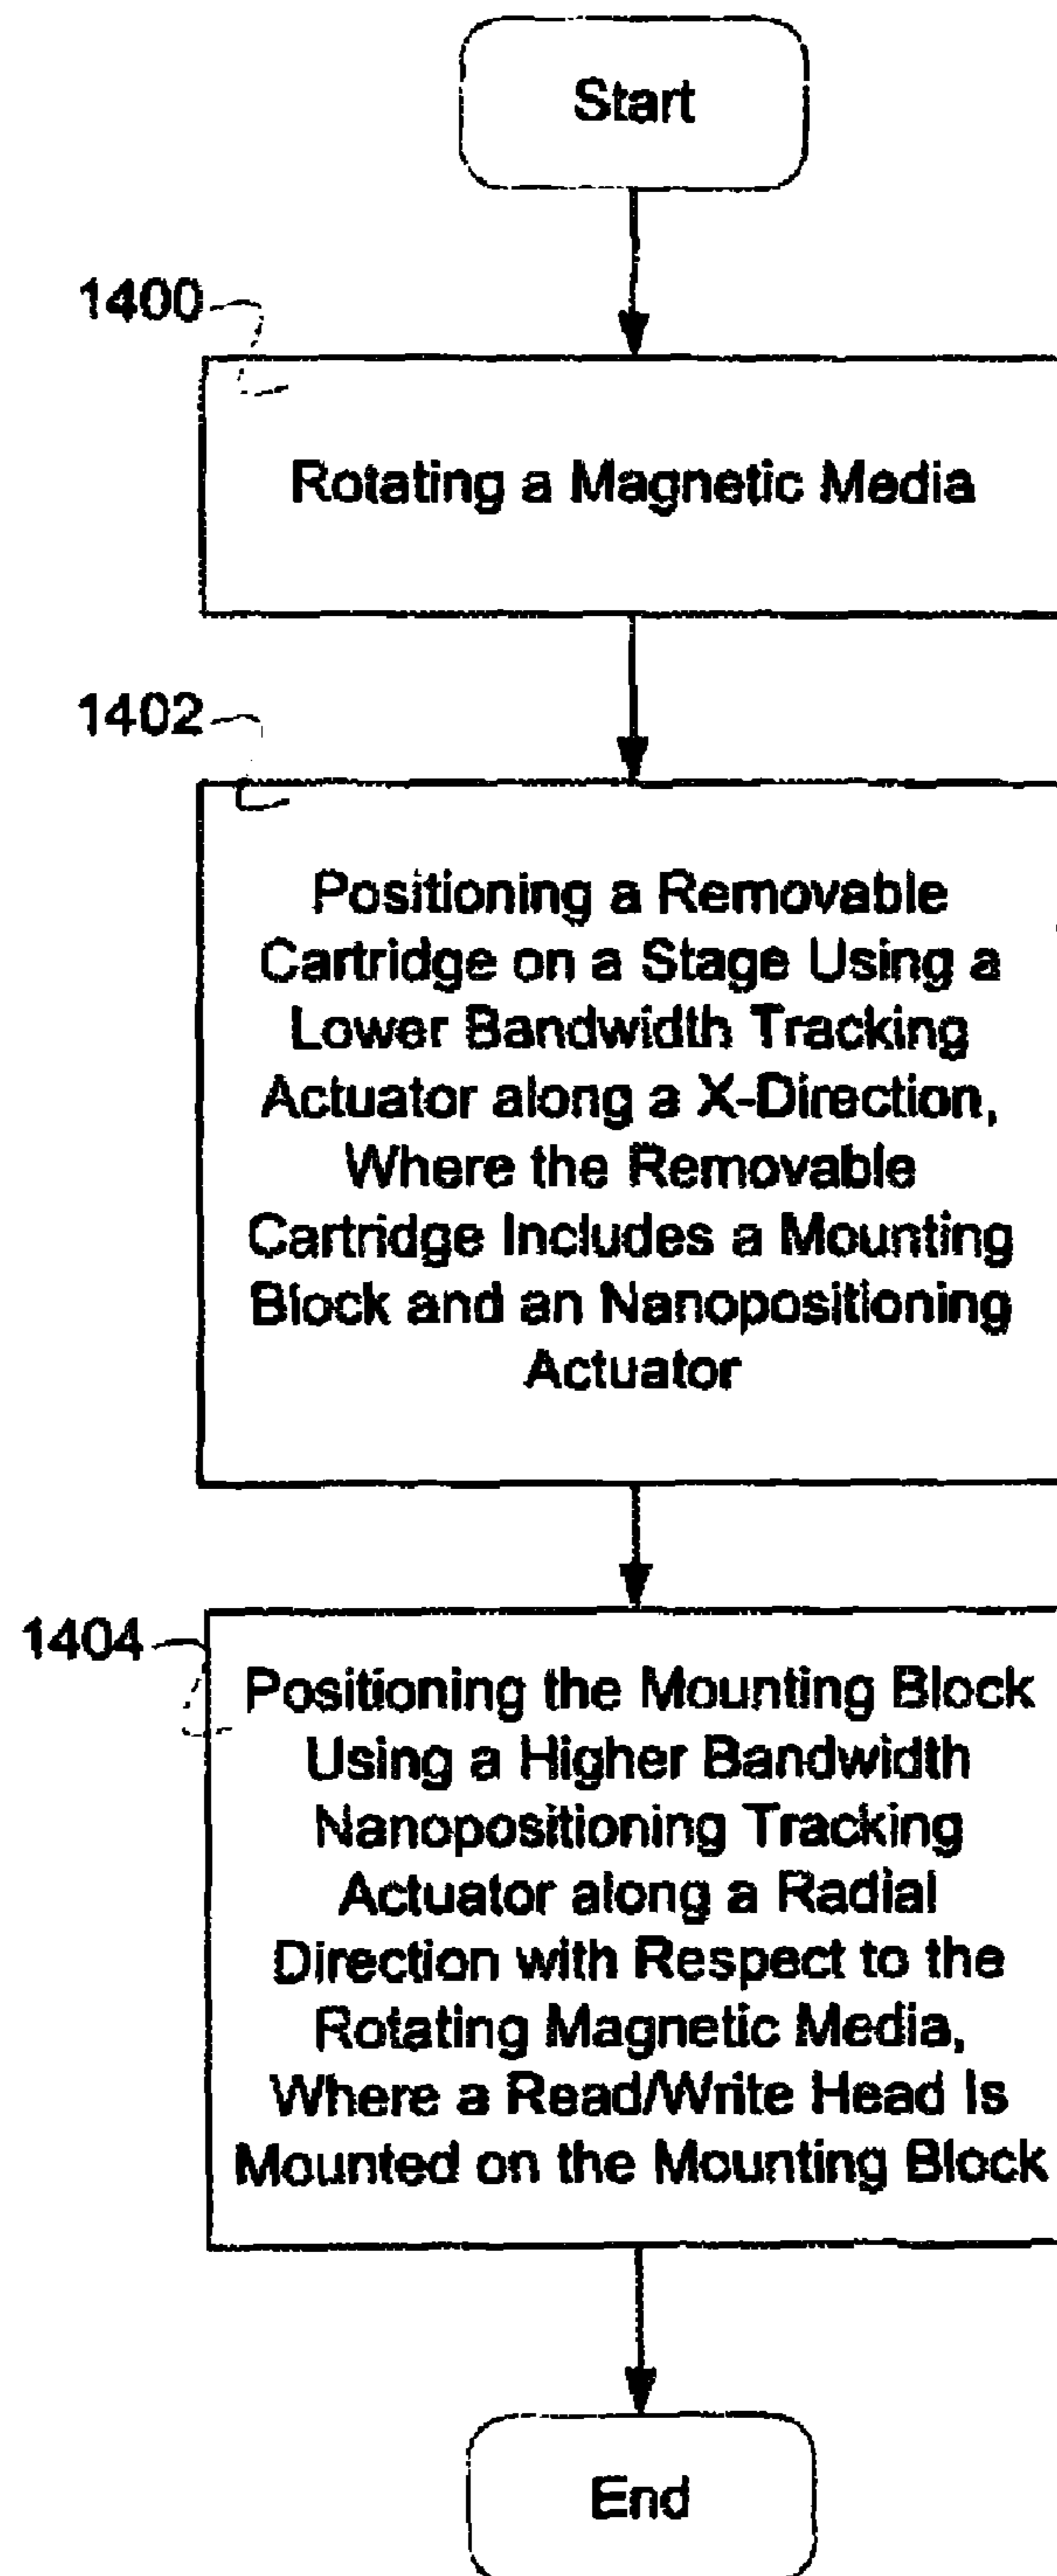 Start
1400
Rotating a Magnetic Media
1402
Positioning a Removable
Cartridge on a Stage Using a
Lower Bandwidth Tracking
Actuator along a X-Direction,
Where the Removable
Cartridge Includes a Mounting
Block and an Nanopositioning
Actuator
1404
Positioning the Mounting Block
Using a Higher Bandwidth
Nanopositioning Tracking
Actuator along a Radial
Direction with Respect to the
Rotating Magnetic Media,
Where a Read/Write Head Is
Mounted on the Mounting Block
End